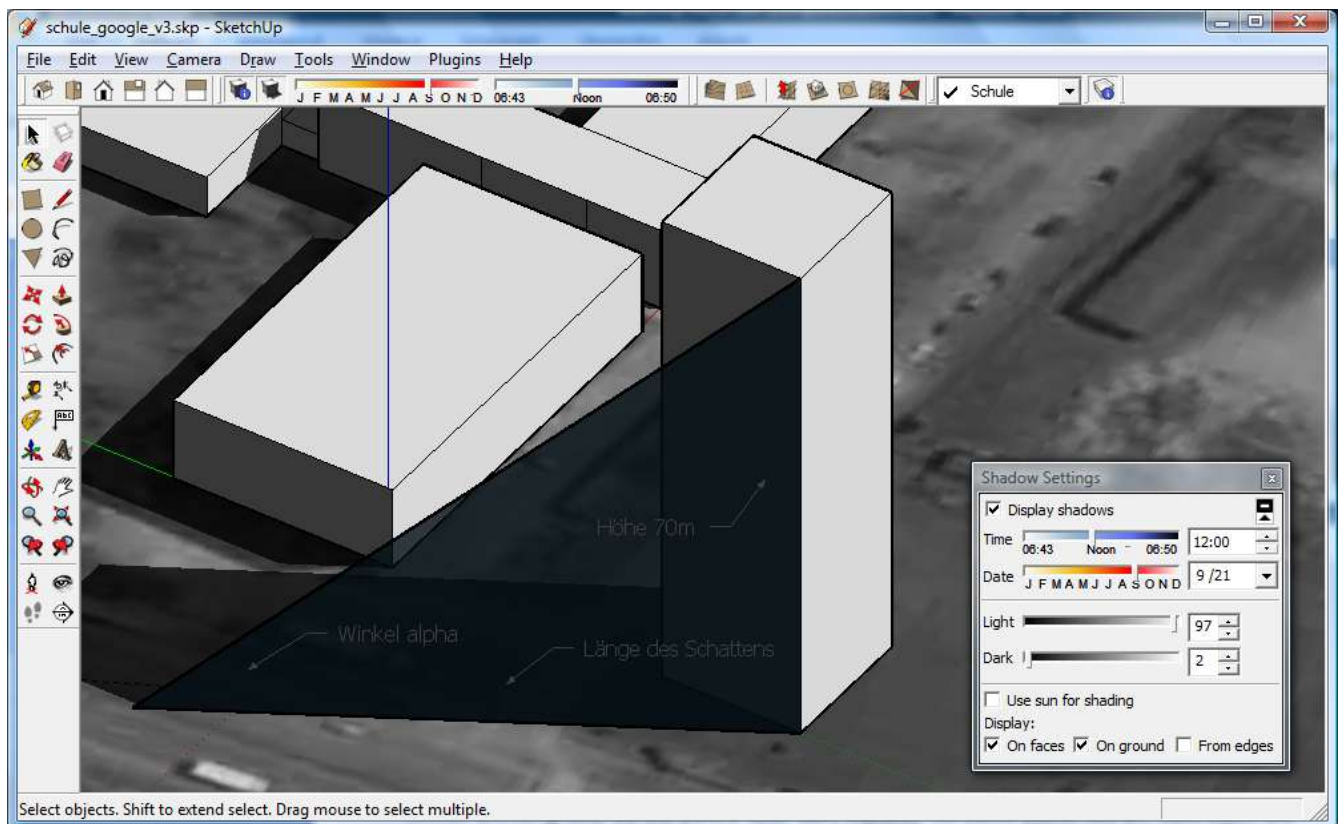 schule_google_v3.skp - SketchUp
File Edit View Camera Draw Tools Window Plugins Help
J F M A M J J A S O N D 06:43 Noon 06:50 Schule
Abc
Höhe 70m
Winkel alpha
Länge des Schattens
Shadow Settings
Display shadows
Time 06:43 Noon 06:50 12:00
Date J F M A M J J A S O N D 9 /21
Light 97
Dark 2
Use sun for shading
Display:
On faces On ground From edges
Select objects. Shift to extend select. Drag mouse to select multiple.